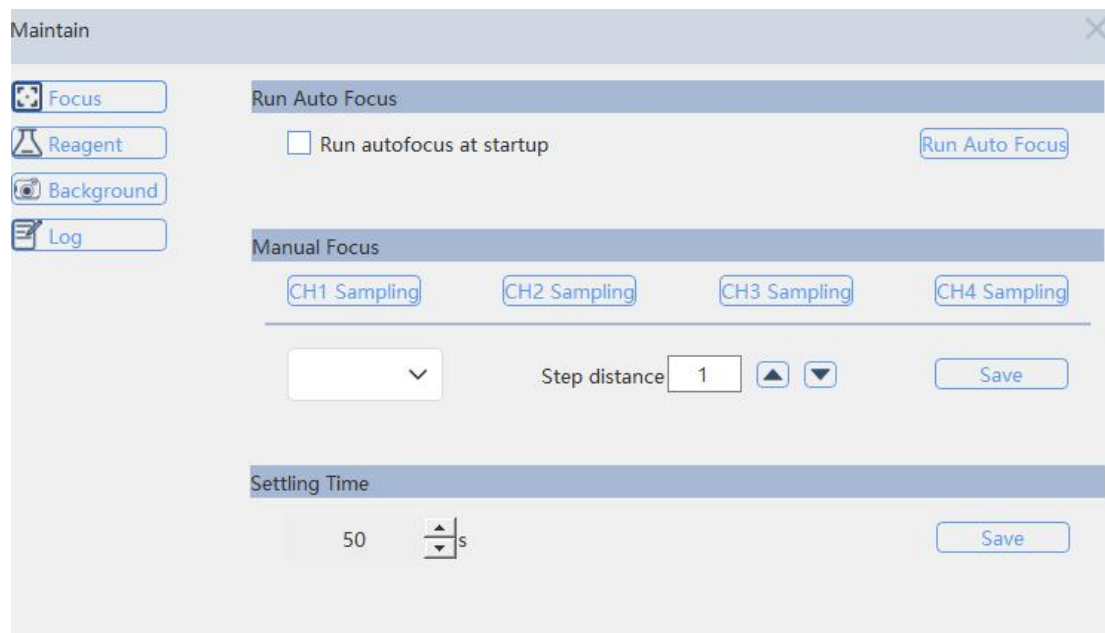 Maintain
Focus
Reagent
Background
Log
Run Auto Focus
Run autofocus at startup
Run Auto Focus
Manual Focus
CH1 Sampling CH2 Sampling CH3 Sampling CH4 Sampling
Step distance 1 Save
Settling Time
50 s Save